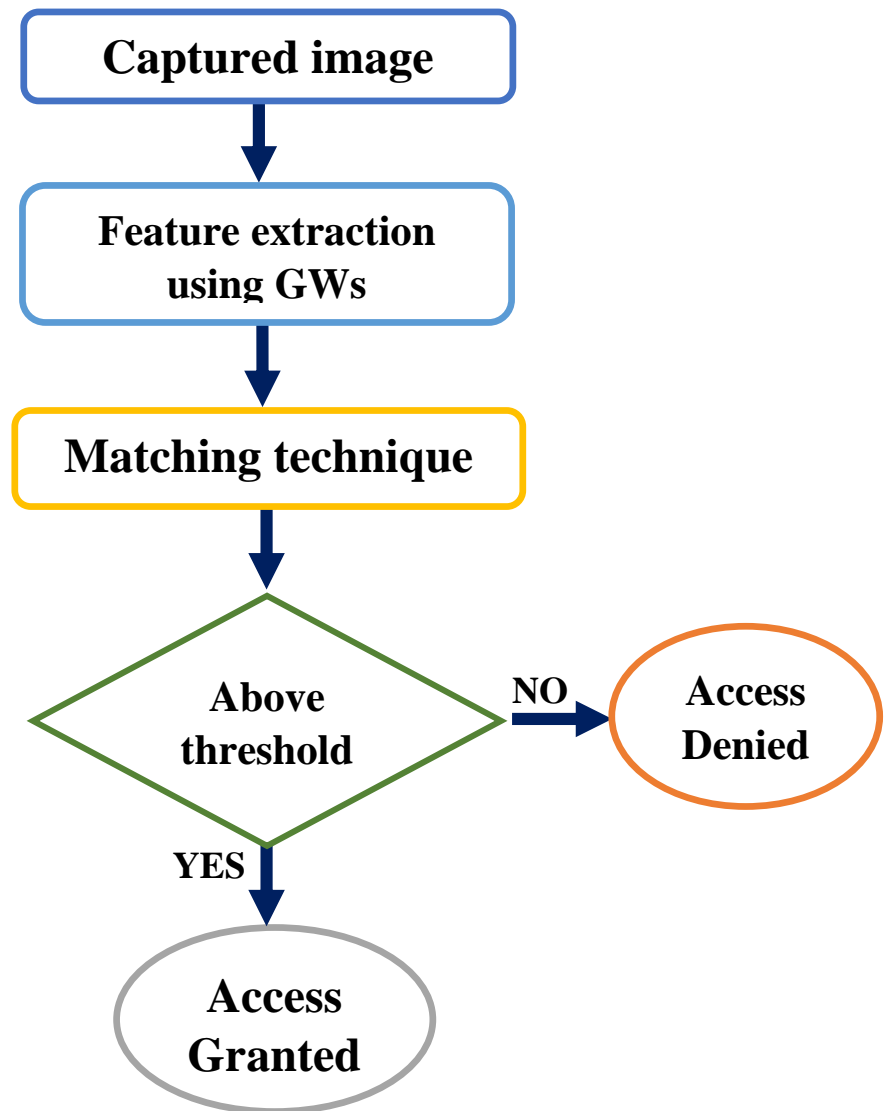 Captured image
Feature extraction
using GWs
Matching technique
Above
threshold
NO
Access
Denied
YES
Access
Granted